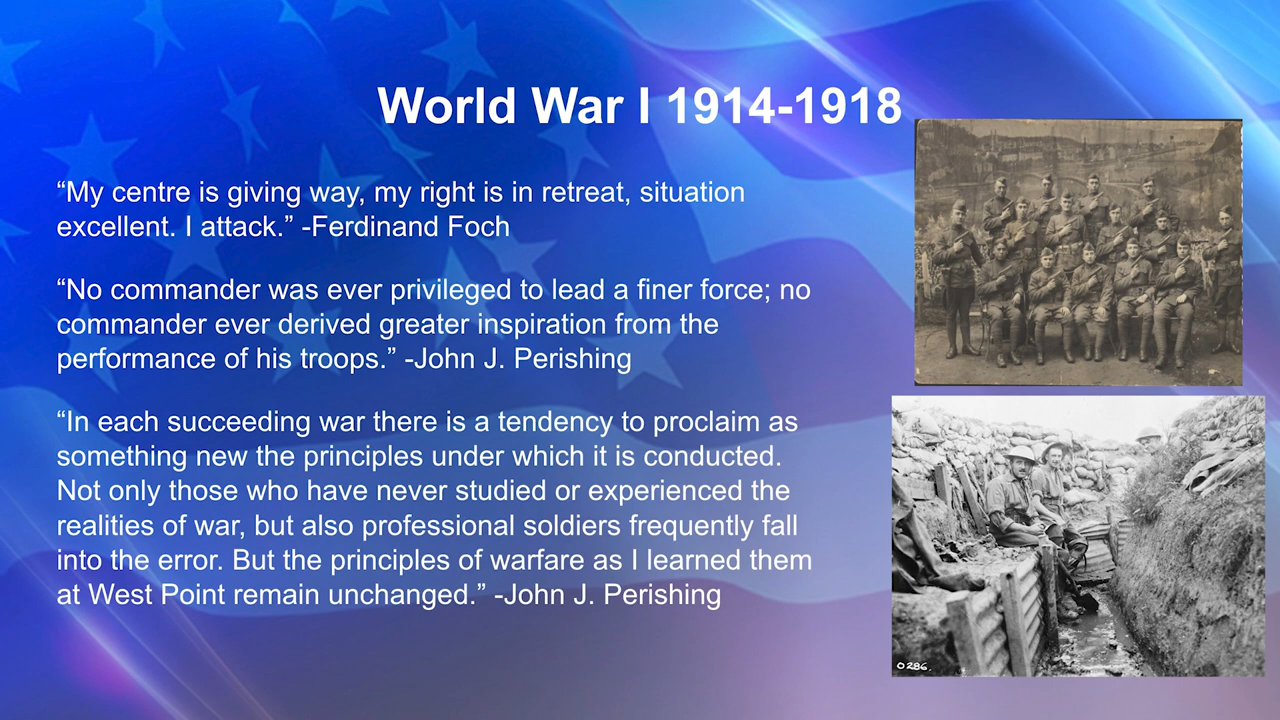 World War I 1914-1918
“My centre is giving way, my right is in retreat, situation
excellent. I attack.” -Ferdinand Foch
“No commander was ever privileged to lead a finer force; no
commander ever derived greater inspiration from the
performance of his troops.” -John J. Perishing
“In each succeeding war there is a tendency to proclaim as
something new the principles under which it is conducted.
Not only those who have never studied or experienced the
realities of war, but also professional soldiers frequently fall
into the error. But the principles of warfare as I learned them
at West Point remain unchanged.” -John J. Perishing
O286.